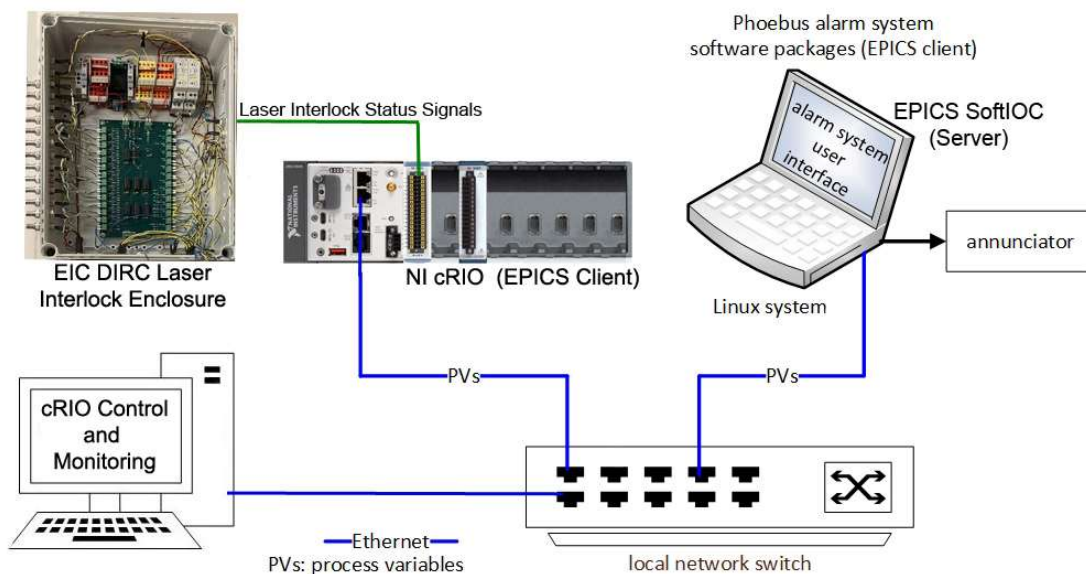 Phoebus alarm system
software packages (EPICS client)
Laser Interlock Status Signals
EPICS SoftIOC
(Server)
alarm system
user
interface
NATIONAL
INSTRUMENTS
annunciator
EIC DIRC Laser
Interlock Enclosure
NI cRIO (EPICS Client)
Linux system
PVs
PVs
cRIO Control
and
Monitoring
Ethernet
PVs: process variables
local network switch